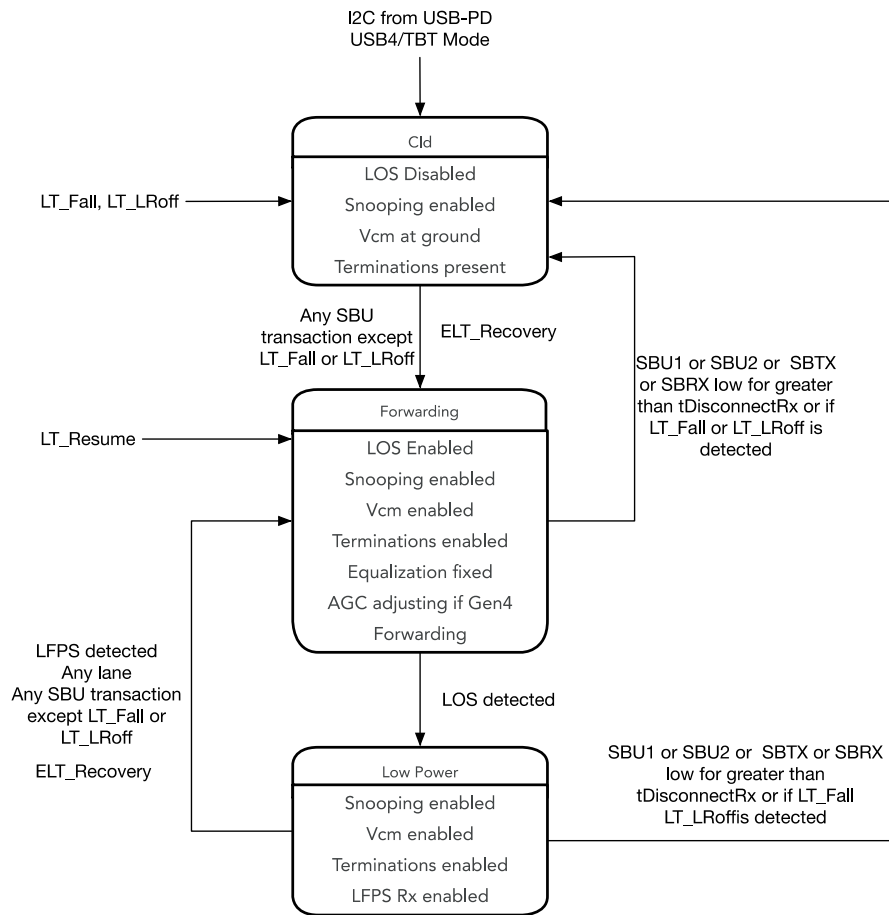 I2C from USB-PD
USB4/TBT Mode
Cld
LOS Disabled
Snooping enabled
Vcm at ground
Terminations present
LT_Fall, LT_LRoff
Any SBU
transaction except
LT_Fall or LT_LRoff
ELT_Recovery
SBU1 or SBU2 or  SBTX
or SBRX low for greater
than tDisconnectRx or if
LT_Fall or LT_LRoff is
detected
Forwarding
LOS Enabled
Snooping enabled
Vcm enabled
Terminations enabled
Equalization fixed
AGC adjusting if Gen4
Forwarding
LT_Resume
LFPS detected
Any lane
Any SBU transaction
except LT_Fall or
LT_LRoff
ELT_Recovery
LOS detected
Low Power
Snooping enabled
Vcm enabled
Terminations enabled
LFPS Rx enabled
SBU1 or SBU2 or  SBTX or SBRX
low for greater than
tDisconnectRx or if LT_Fall
LT_LRoffis detected